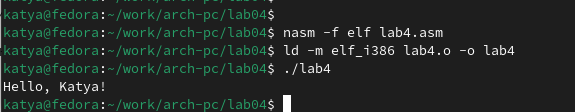 katya@fedora:~/work/arch-pc/lab04$
katya@fedora:~/work/arch-pc/lab04$ nasm -f elf lab4.asm
katya@fedora:~/work/arch-pc/lab04$ ld -m elf_i386 lab4.o -o lab4
katya@fedora:~/work/arch-pc/lab04$ ./lab4
Hello, Katya!
katya@fedora:~/work/arch-pc/lab04$